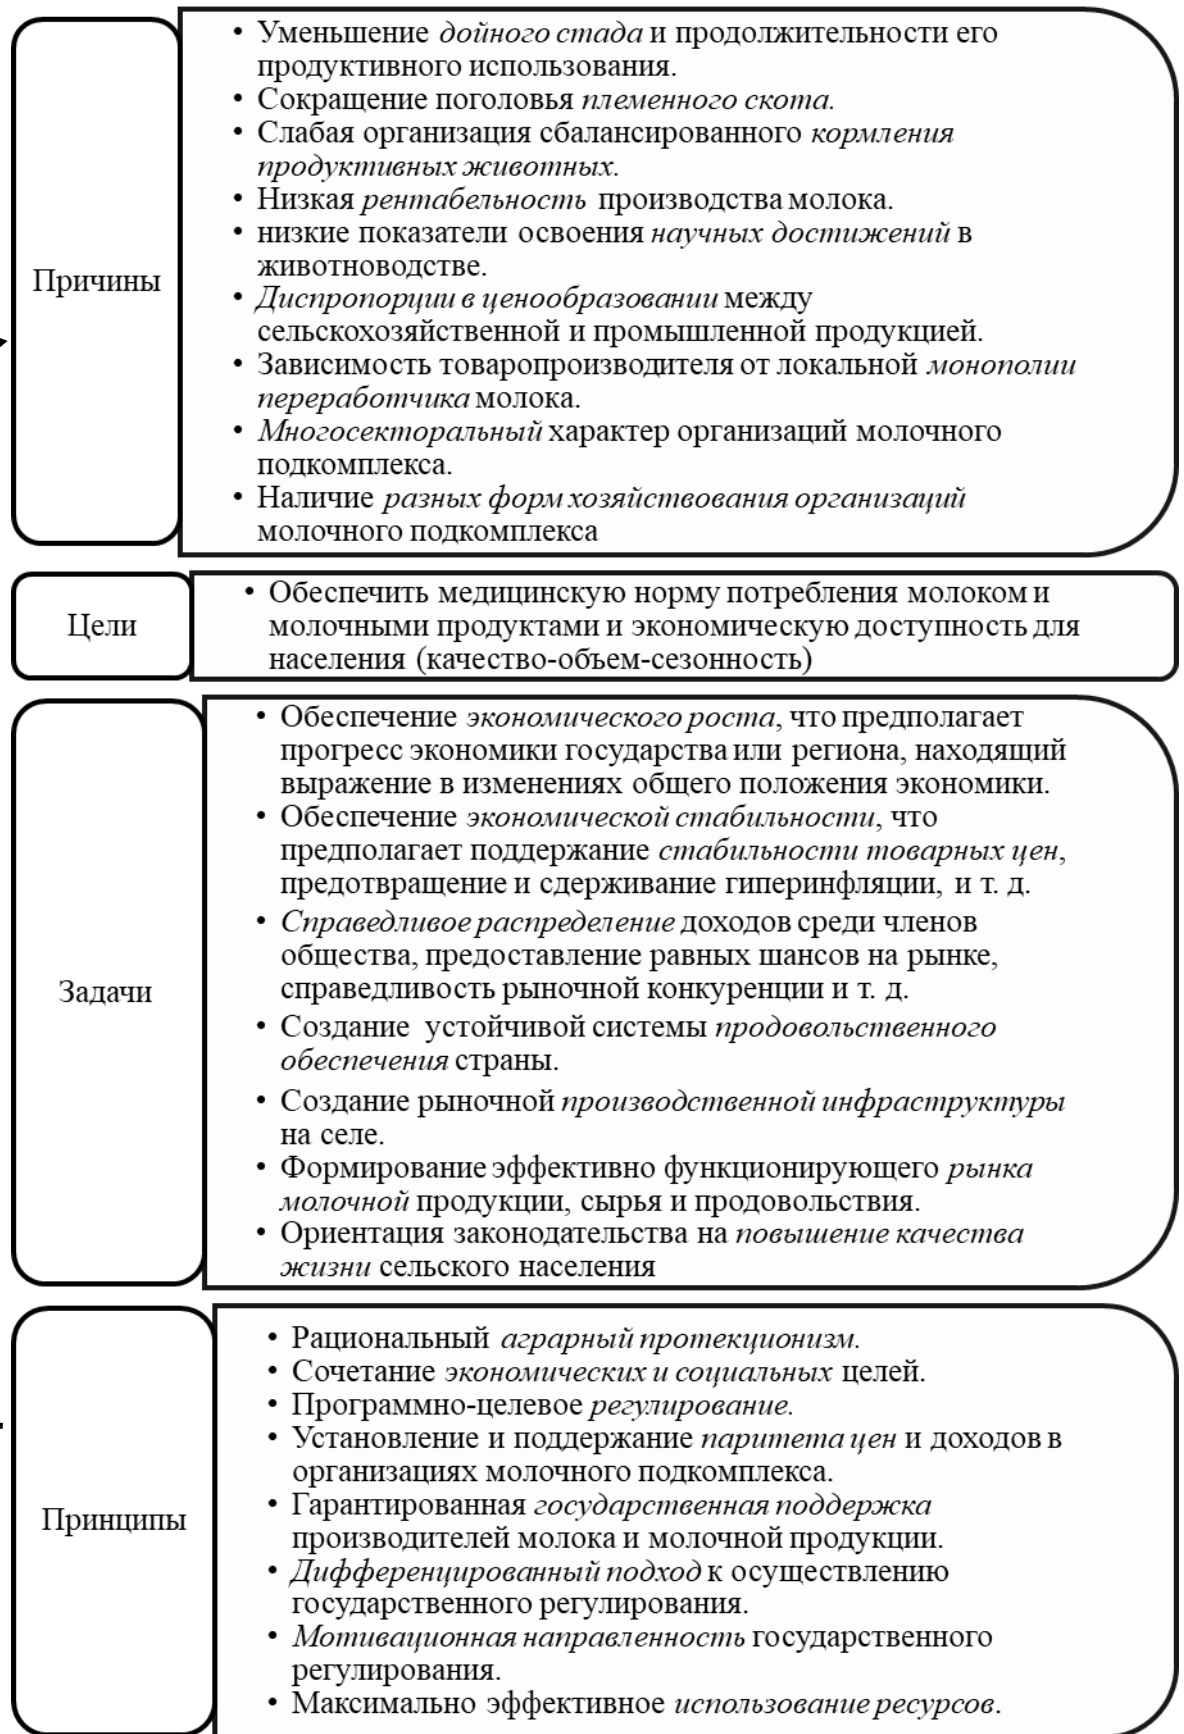 Причины
• Уменьшение дойного стада и продолжительности его
продуктивного использования.
• Сокращение поголовья племенного скота.
• Слабая организация сбалансированного кормления
продуктивных животных.
• Низкая рентабельность производства молока.
• низкие показатели освоения научных достижений в
животноводстве.
• Диспропорции в ценообразовании между
сельскохозяйственной и промышленной продукцией.
• Зависимость товаропроизводителя от локальной монополии
переработчика молока.
• Многосекторальный характер организаций молочного
подкомплекса.
• Наличие разных форм хозяйствования организаций
молочного подкомплекса
Цели
• Обеспечить медицинскую норму потребления молоком и
молочными продуктами и экономическую доступность для
населения (качество-объем-сезонность)
Задачи
• Обеспечение экономического роста, что предполагает
прогресс экономики государства или региона, находящий
выражение в изменениях общего положения экономики.
• Обеспечение экономической стабильности, что
предполагает поддержание стабильности товарных цен,
предотвращение и сдерживание гиперинфляции, и т. д.
• Справедливое распределение доходов среди членов
общества, предоставление равных шансов на рынке,
справедливость рыночной конкуренции и т. д.
• Создание устойчивой системы продовольственного
обеспечения страны.
• Создание рыночной производственной инфраструктуры
на селе.
• Формирование эффективно функционирующего рынка
молочной продукции, сырья и продовольствия.
• Ориентация законодательства на повышение качества
жизни сельского населения
Принципы
• Рациональный аграрный протекционизм.
• Сочетание экономических и социальных целей.
• Программно-целевое регулирование.
• Установление и поддержание паритета цен и доходов в
организациях молочного подкомплекса.
• Гарантированная государственная поддержка
производителей молока и молочной продукции.
• Дифференцированный подход к осуществлению
государственного регулирования.
• Мотивационная направленность государственного
регулирования.
• Максимально эффективное использование ресурсов.